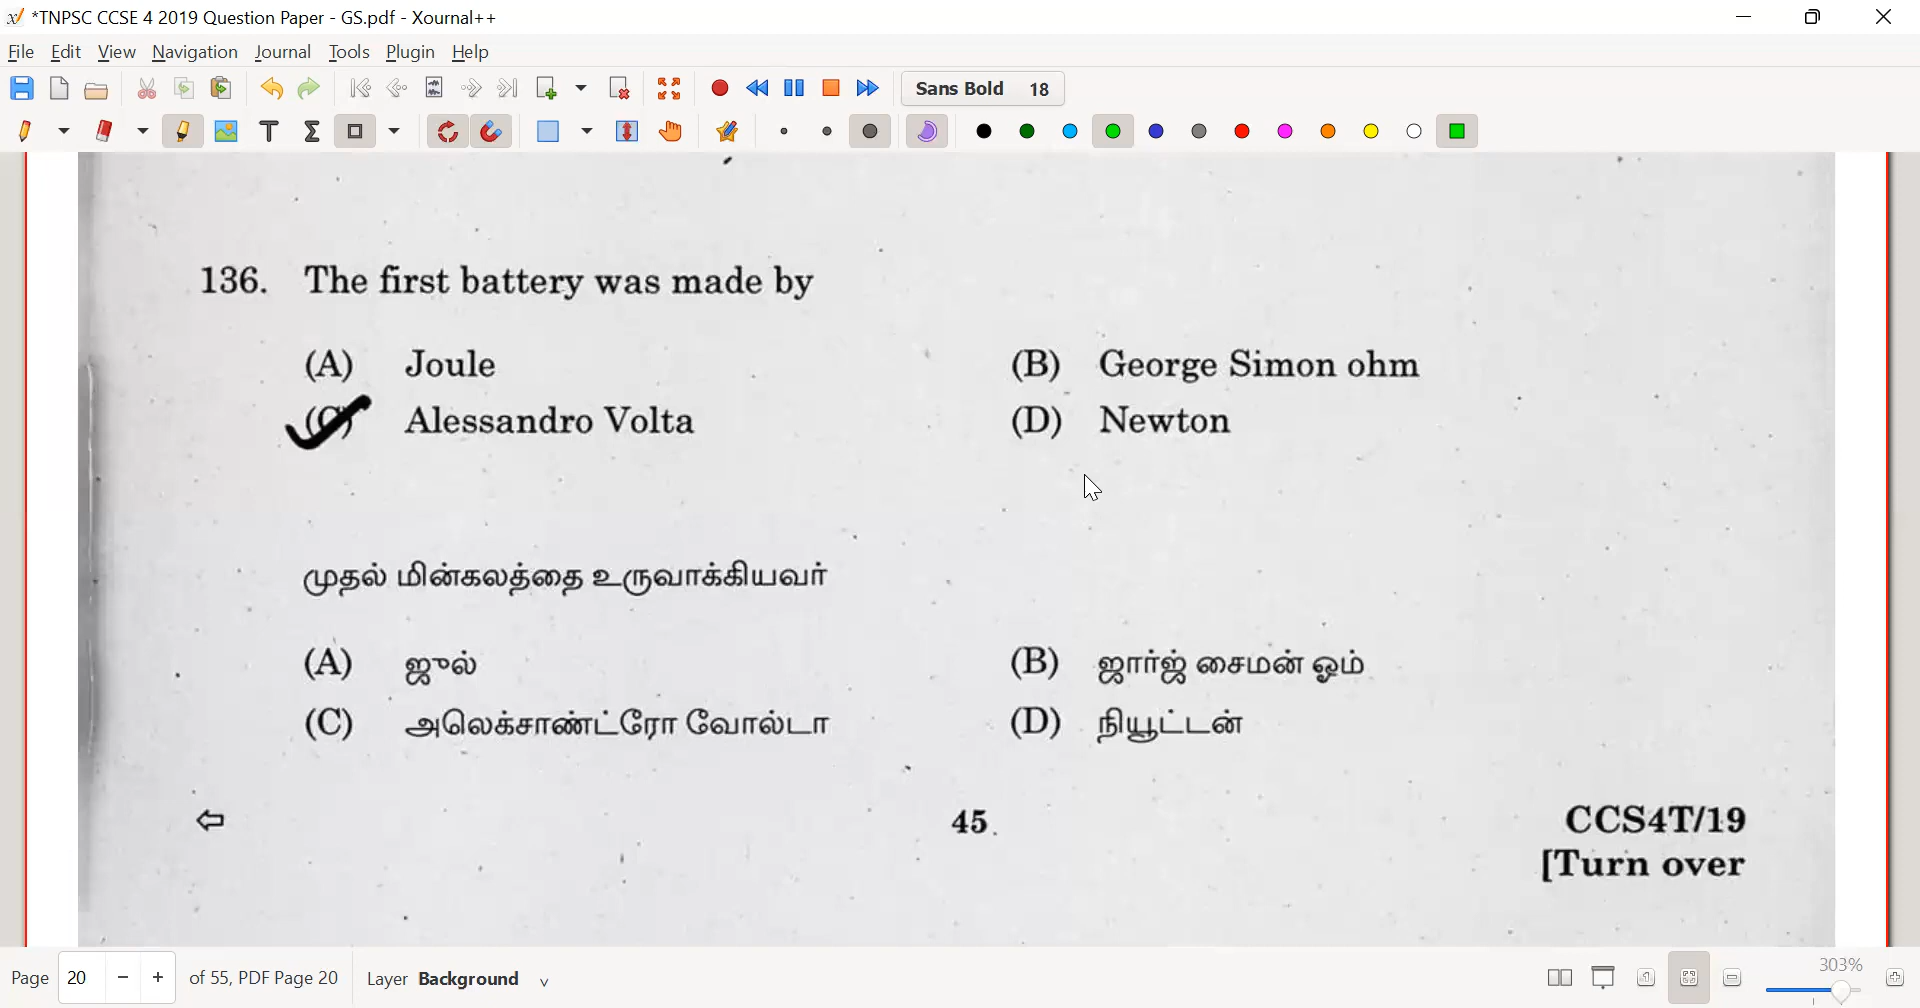 *TNPSC CCSE 4 2019 Question Paper - GS.pdf - Xournal++
File Edit View Navigation Journal Tools Plugin Help
Sans Bold 18
136. The first battery was made by
(A) Joule (B) George Simon ohm
(C) Alessandro Volta (D) Newton
முதல் மின்கலத்தை உருவாக்கியவர்
(A) ஜுல் (B) ஜார்ஜ் சைமன் ஓம்
(C) அலெக்சாண்ட்ரோ வோல்டா (D) நியூட்டன்
45
CCS4T/19
[Turn over
Page 20 − + of 55, PDF Page 20 Layer Background 303%